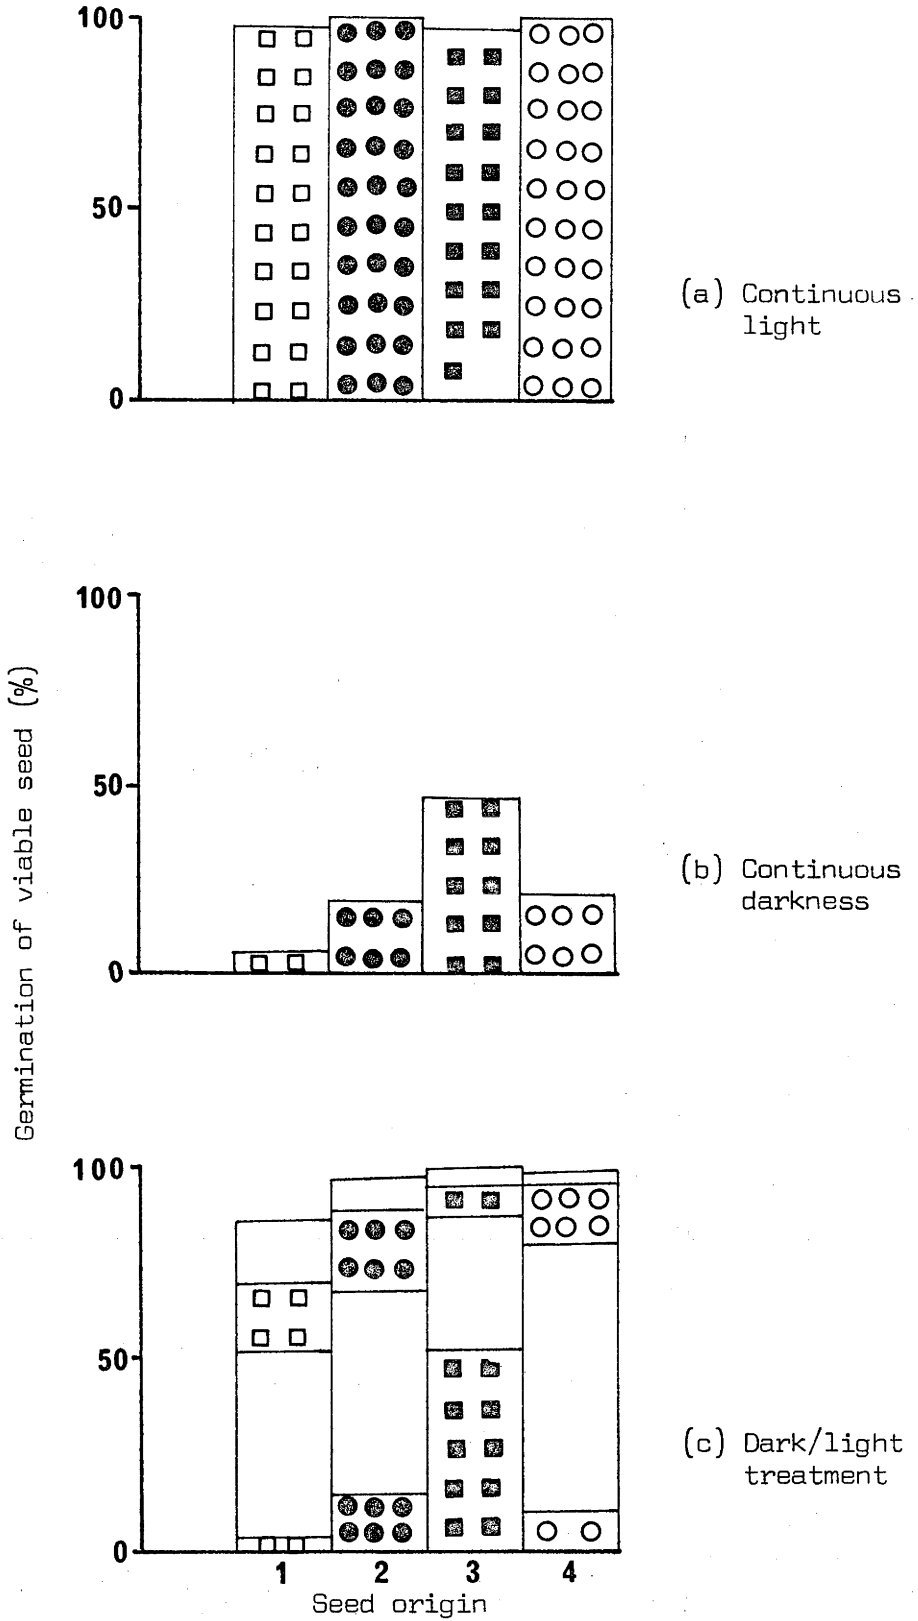 100
50
0
(a) Continuous
light
100
50
0
(b) Continuous
darkness
Germination of viable seed (%)
100
50
0
(c) Dark/light
treatment
1 2 3 4
Seed origin